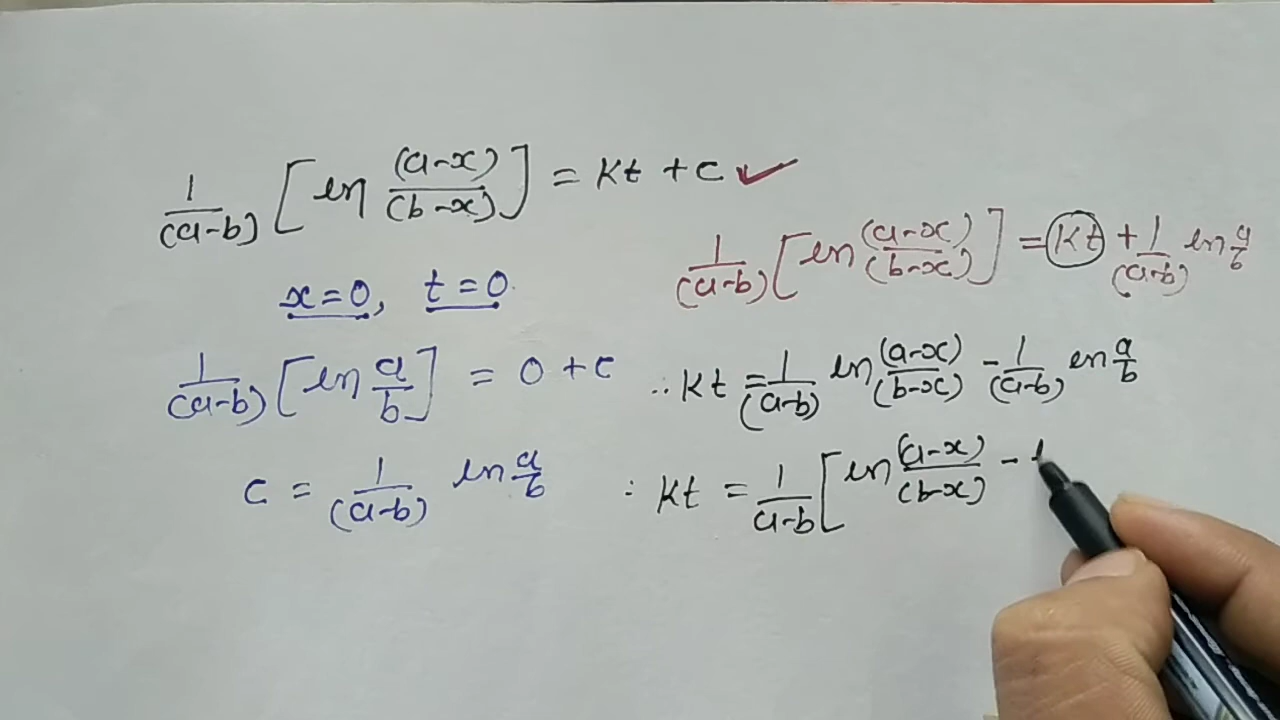 1/(a-b) [ln (a-x)/(b-x)] = Kt + C ✓
x=0, t=0.
1/(a-b) [ln a/b] = 0 + C
C = 1/(a-b) ln a/b
1/(a-b) [ln (a-x)/(b-x)] = Kt + 1/(a-b) ln a/b
∴ Kt = 1/(a-b) ln (a-x)/(b-x) - 1/(a-b) ln a/b
: Kt = 1/a-b [ln (a-x)/(b-x) -